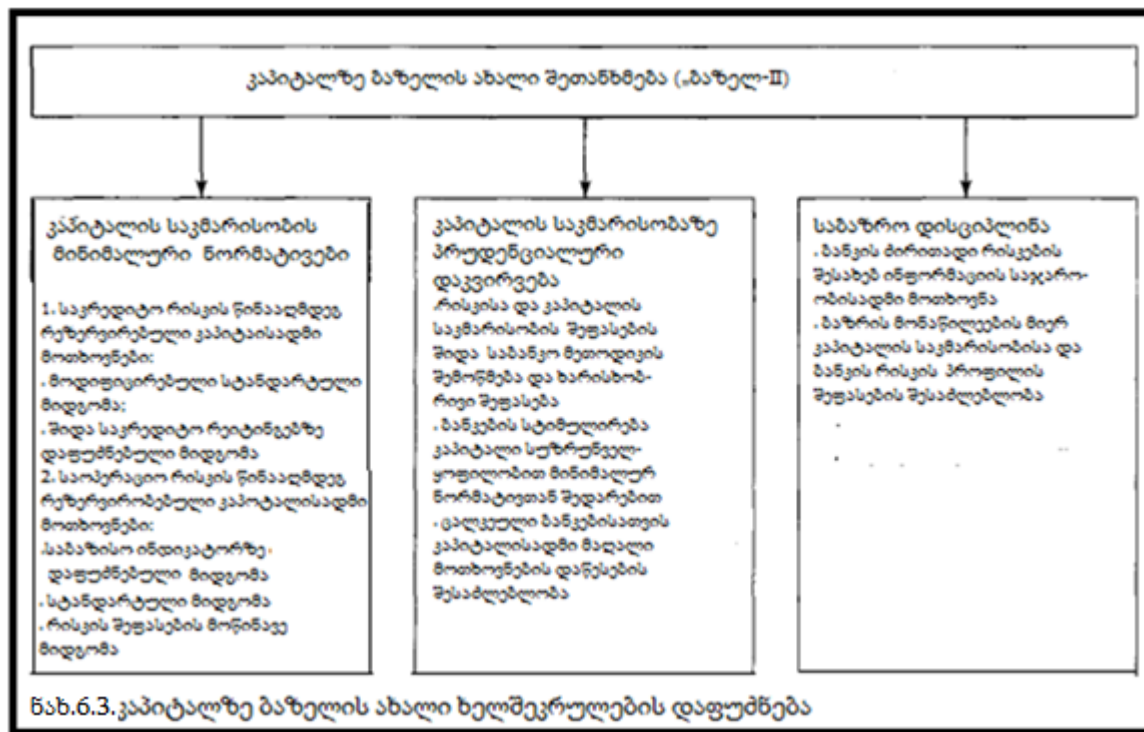 კაპიტალზე ბაზელის ახალი შეთანხმება („ბაზელ-II)
კაპიტალის საკმარისობის
მინიმალური ნორმატივები
1. საკრედიტო რისკის წინააღმდეგ
რეზერვირებული კაპიტაისადმი
მოთხოვნები:
. მოდიფიცირებული სტანდარტული
მიდგომა;
. შიდა საკრედიტო რეიტინგებზე
დაფუძნებული მიდგომა
2. საოპერაციო რისკის წინააღმდეგ
რეზერვირობებული კაპოტალისადმი
მოთხოვნები:
.საბაზისო ინდიკატორზე
დაფუძნებული მიდგომა
. სტანდარტული მიდგომა
. რისკის შეფასების მოწინავე
მიდგომა
კაპიტალის საკმარისობაზე
პრუდენციალური
დაკვირვება
.რისკისა და კაპიტალის
საკმარისობის შეფასების
შიდა საბანკო მეთოდიკის
შემოწმება და ხარისხობ-
რივი შეფასება
. ბანკების სტიმულირება
კაპიტალი სუზრუნველ-
ყოფილობით მინიმალურ
ნორმატივთან შედარებით
. ცალკეული ბანკებისათვის
კაპიტალისადმი მაღალი
მოთხოვნების დაწესების
შესაძლებლობა
საბაზრო დისციპლინა
. ბანკის ძირითადი რისკების
შესახებ ინფორმაციის საჯარო-
ობისადმი მოთხოვნა
. ბაზრის მონაწილეების მიერ
კაპიტალის საკმარისობისა და
ბანკის რისკის პროფილის
შეფასების შესაძლებლობა
ნახ.6.3.კაპიტალზე ბაზელის ახალი ხელშეკრულების დაფუძნება